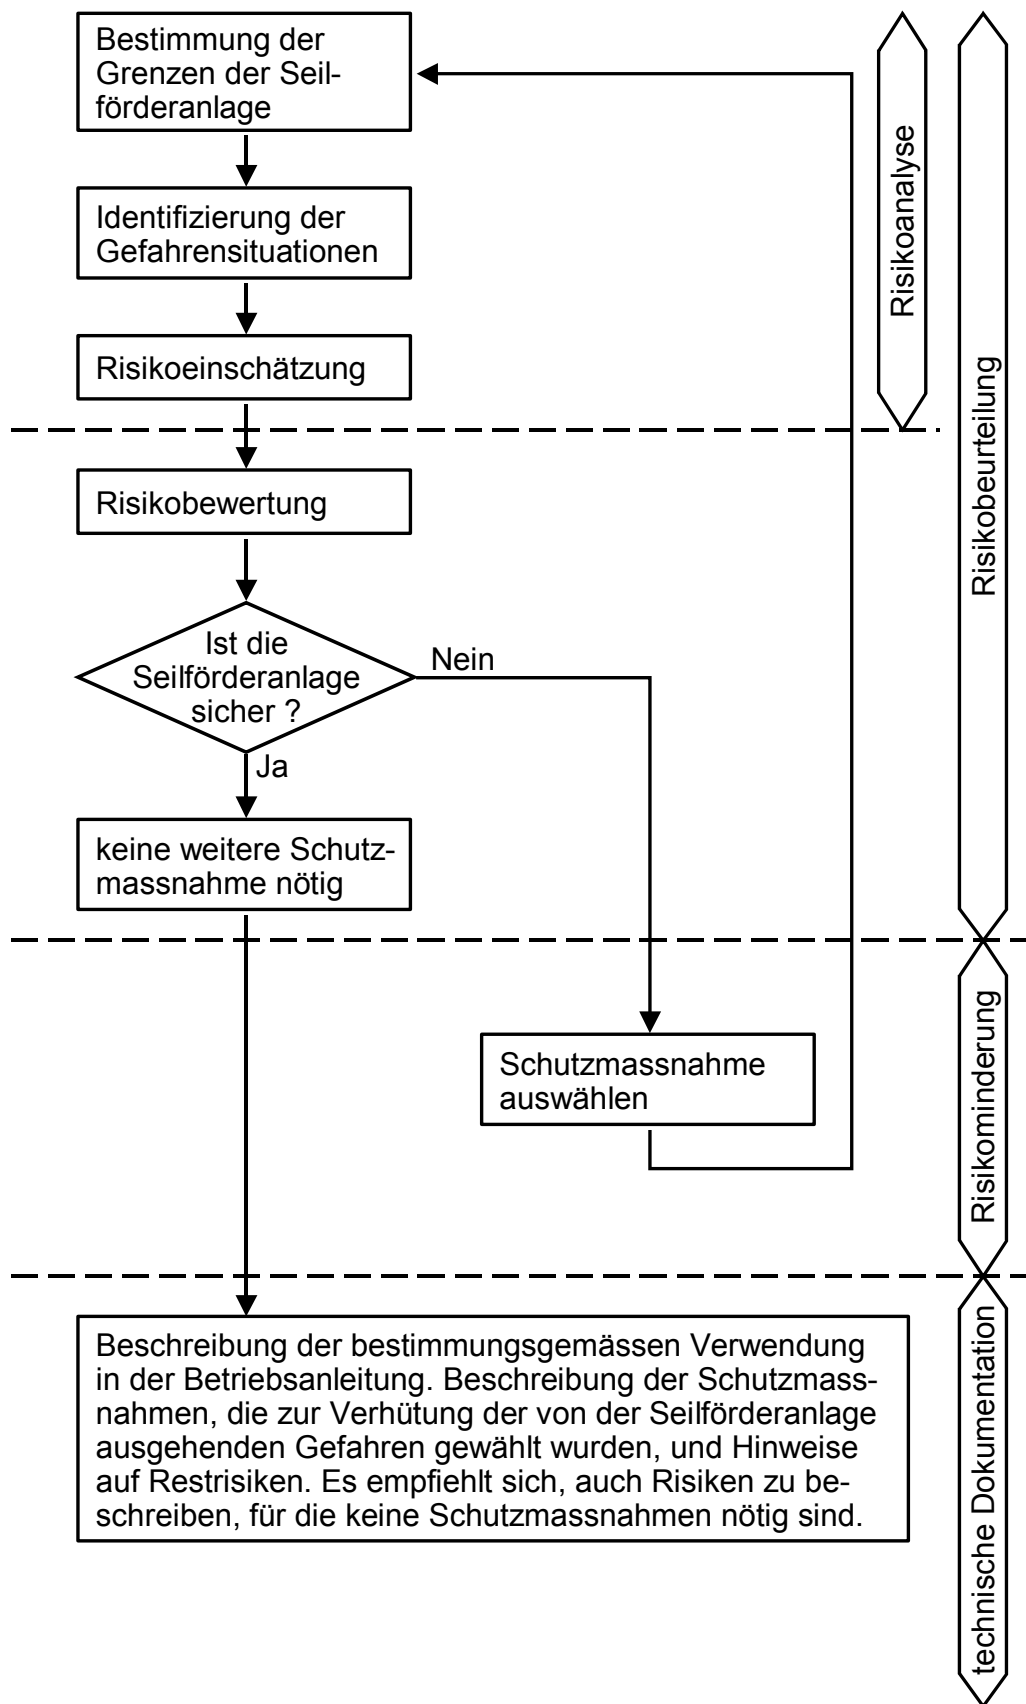 Bestimmung der
Grenzen der Seil-
förderanlage
Identifizierung der
Gefahrensituationen
Risikoeinschätzung
Risikobewertung
Ist die
Seilförderanlage
sicher ?
Nein
Ja
keine weitere Schutz-
massnahme nötig
Schutzmassnahme
auswählen
Beschreibung der bestimmungsgemässen Verwendung
in der Betriebsanleitung. Beschreibung der Schutzmass-
nahmen, die zur Verhütung der von der Seilförderanlage
ausgehenden Gefahren gewählt wurden, und Hinweise
auf Restrisiken. Es empfiehlt sich, auch Risiken zu be-
schreiben, für die keine Schutzmassnahmen nötig sind.
Risikoanalyse
Risikobeurteilung
Risikominderung
technische Dokumentation